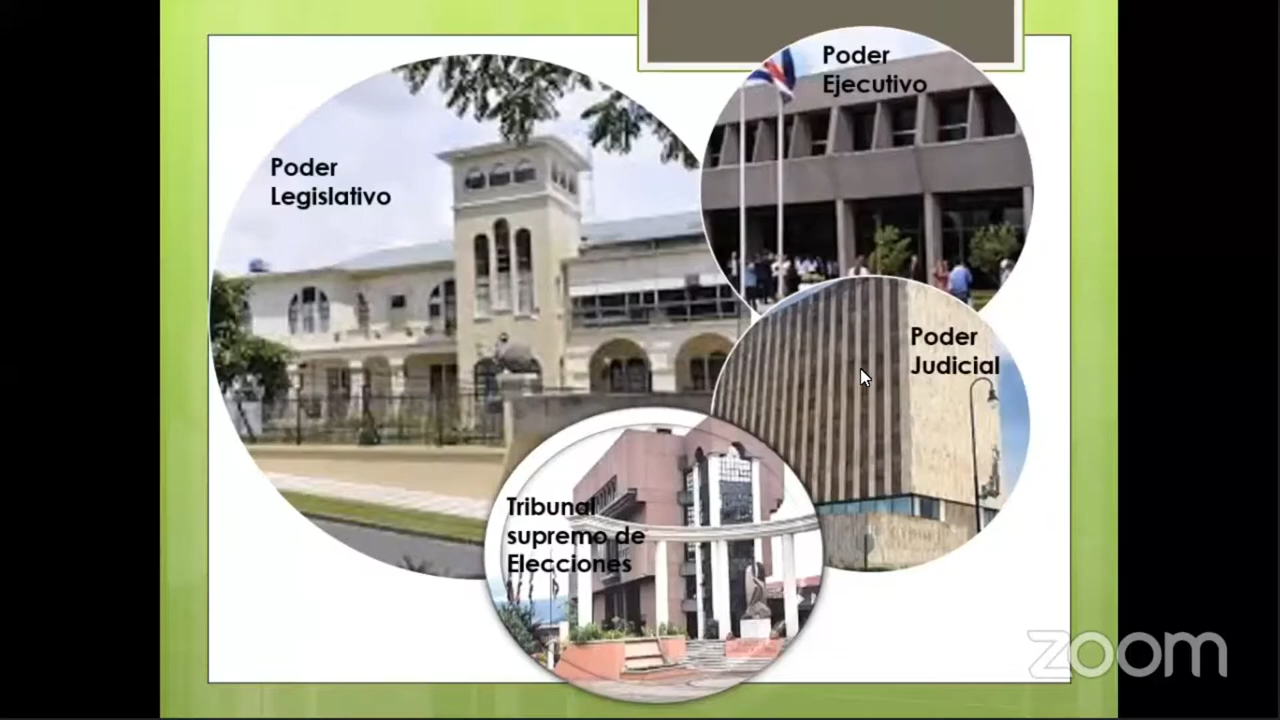 Poder
Legislativo
Poder
Ejecutivo
Poder
Judicial
Tribunal
supremo de
Elecciones
zoom